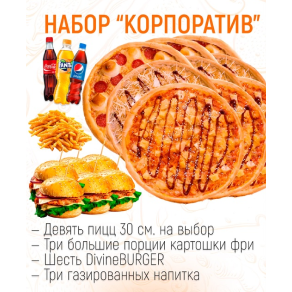 НАБОР “КОРПОРАТИВ”
Coca-Cola
pepsi
– Девять пицц 30 см. на выбор
– Три большие порции картошки фри
– Шесть DivineBURGER
– Три газированных напитка